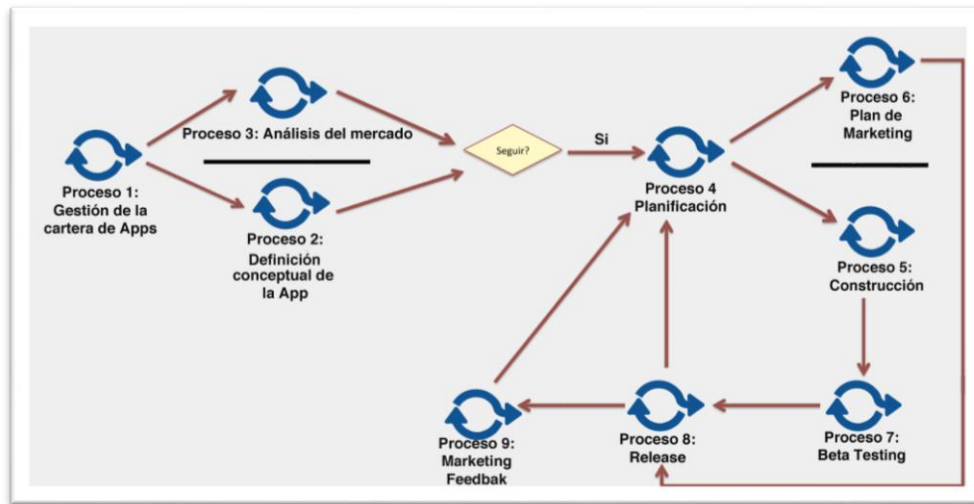 Proceso 1:
Gestión de la
cartera de Apps
Proceso 3: Análisis del mercado
Proceso 2:
Definición
conceptual de
la App
Seguir?
Si
Proceso 4
Planificación
Proceso 6:
Plan de
Marketing
Proceso 5:
Construcción
Proceso 7:
Beta Testing
Proceso 8:
Release
Proceso 9:
Marketing
Feedbak